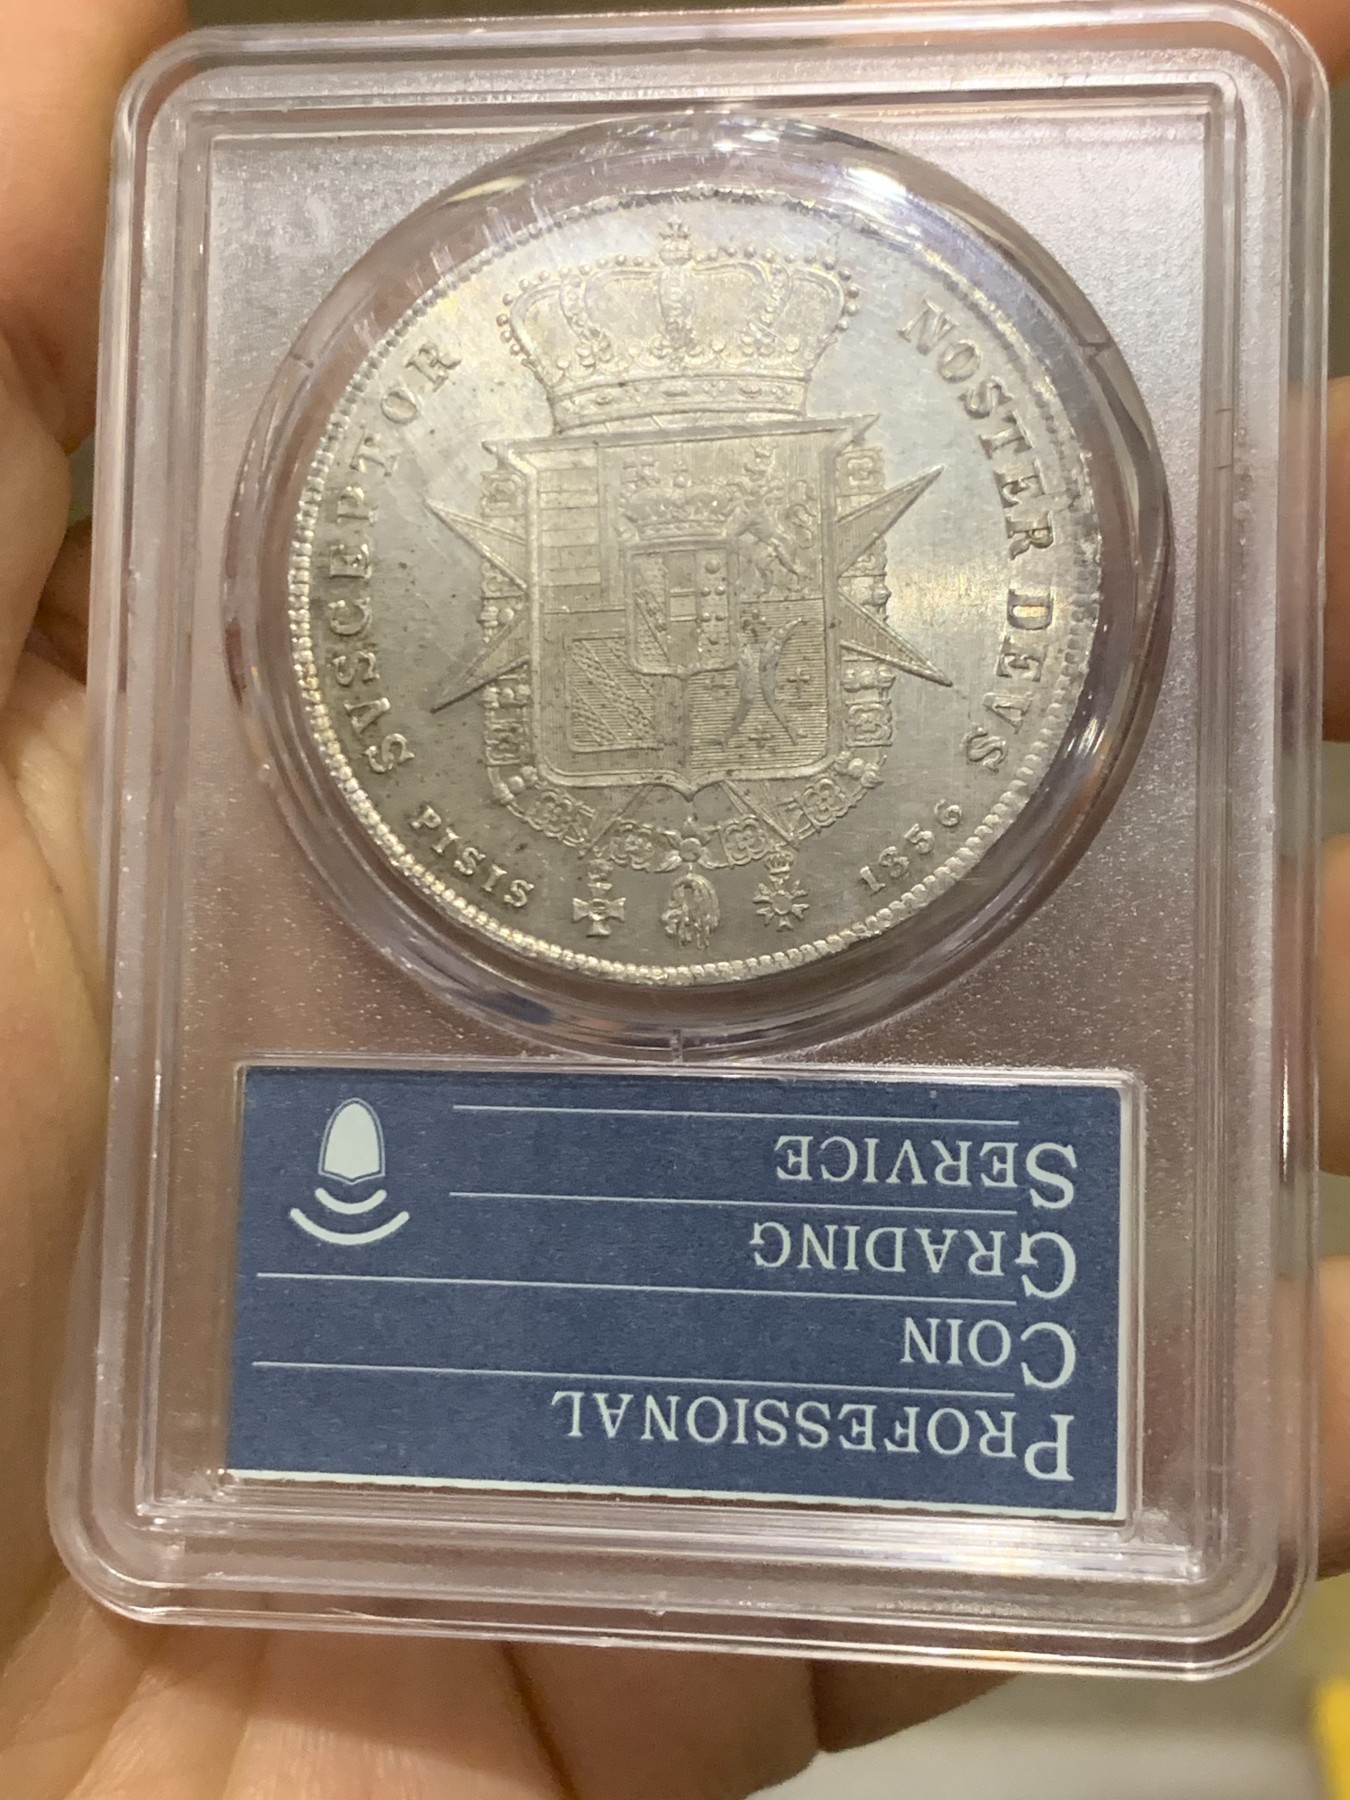 SVSCEPTOR NOSTER DEVS
PISIS 1856
PROFESSIONAL
COIN
GRADING
SERVICE